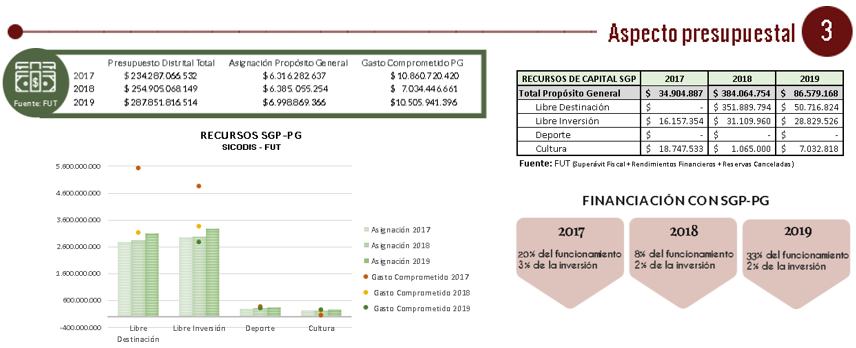 Aspecto presupuestal 3
Presupuesto Distrital Total Asignación Propósito General Gasto Comprometido PG
2017 $ 234.287.066.532 $ 6.316.282.637 $ 10.860.720.420
2018 $ 254.905.068.149 $ 6.385.055.254 $ 7.034.446.661
2019 $ 287.851.816.514 $ 6.998.869.366 $10.505.941.396
Fuente: FUT
RECURSOS DE CAPITAL SGP 2017 2018 2019
Total Propósito General $ 34.904.887 $ 384.064.754 $ 86.579.168
Libre Destinación $ - $ 351.889.794 $ 50.716.824
Libre Inversión $ 16.157.354 $ 31.109.960 $ 28.829.526
Deporte $ - $ - $ -
Cultura $ 18.747.533 $ 1.065.000 $ 7.032.818
Fuente: FUT (Superávit Fiscal + Rendimientos Financieros + Reservas Canceladas)
RECURSOS SGP-PG
SICODIS - FUT
5.600.000.000
4.600.000.000
3.600.000.000
2.600.000.000
1.600.000.000
600.000.000
-400.000.000
Libre Destinación
Libre Inversión
Deporte
Cultura
Asignación 2017
Asignación 2018
Asignación 2019
Gasto Comprometido 2017
Gasto Comprometido 2018
Gasto Comprometido 2019
FINANCIACIÓN CON SGP-PG
2017
20% del funcionamiento
3% de la inversión
2018
8% del funcionamiento
2% de la inversión
2019
33% del funcionamiento
2% de la inversión